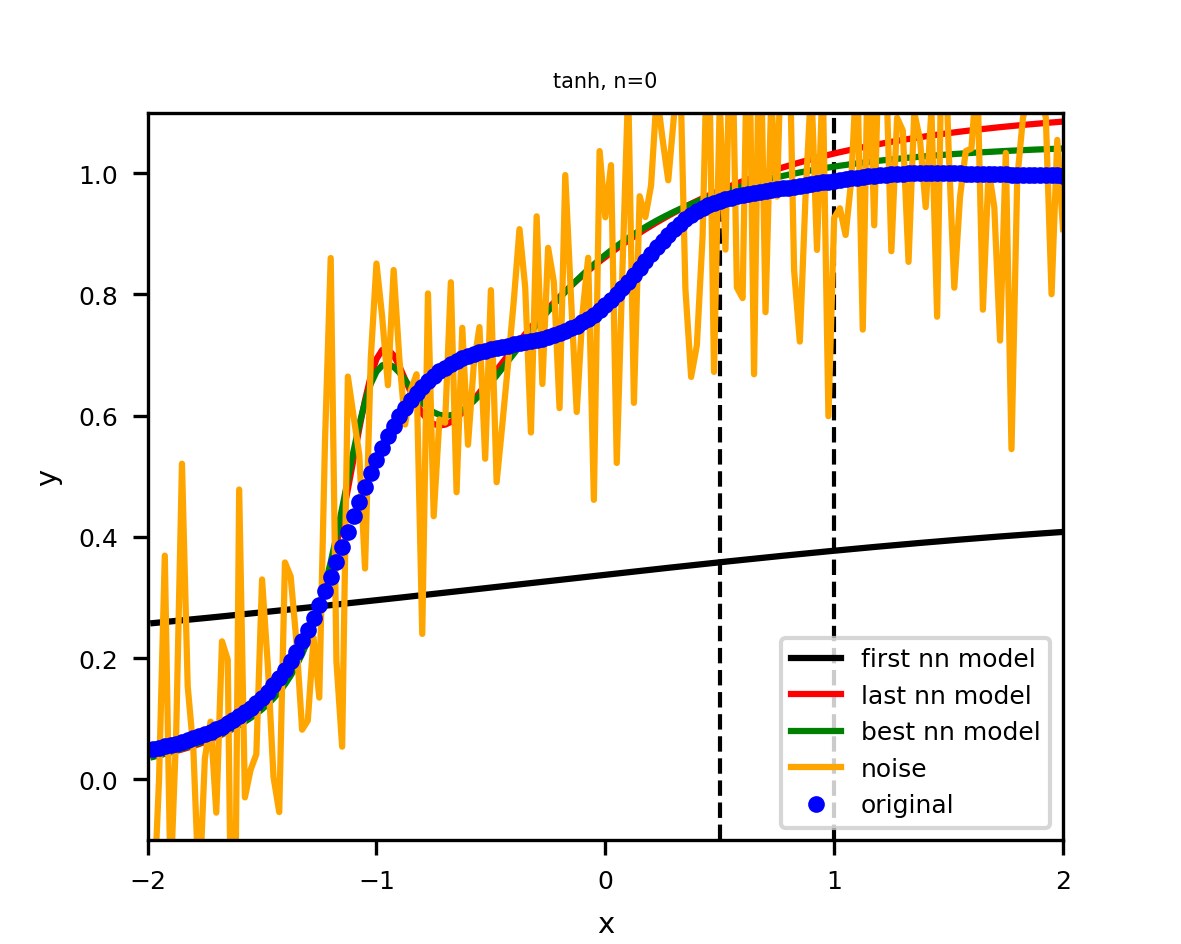 tanh, n=0
1.0
0.8
0.6
0.4
0.2
0.0
y
first nn model
last nn model
best nn model
noise
original
−2
−1
0
1
2
x